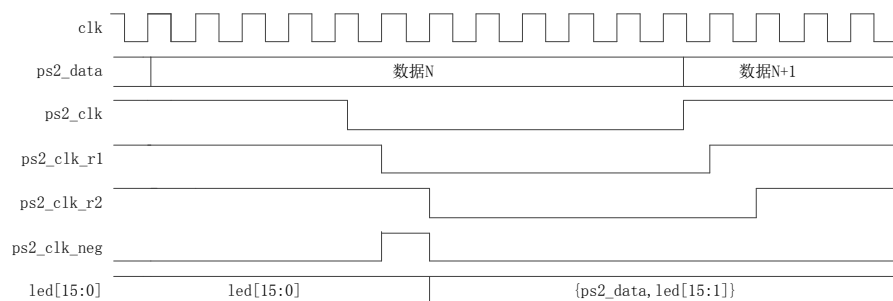 clk
ps2_data 数据N 数据N+1
ps2_clk
ps2_clk_r1
ps2_clk_r2
ps2_clk_neg
led[15:0] led[15:0] {ps2_data,led[15:1]}